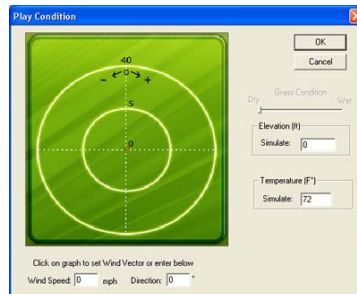 Play Condition
OK
Cancel
40
0
- +
5
0
Grass Condition
Dry Wet
Elevation (ft)
Simulate: 0
Temperature (F°)
Simulate: 72
Click on graph to set Wind Vector or enter below
Wind Speed: 0 mph Direction: 0 °